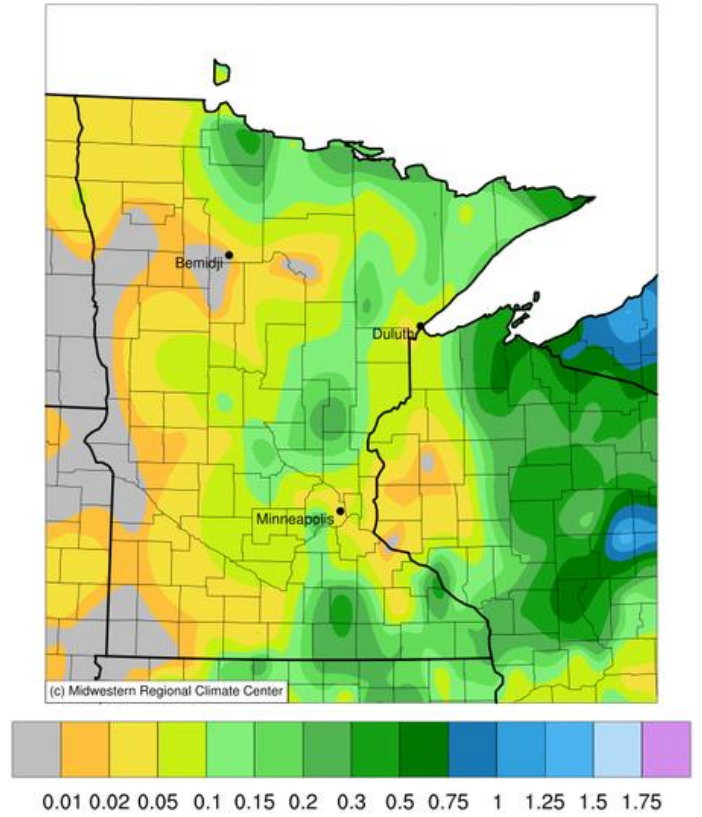 Bemidji
Duluth
Minneapolis
(c) Midwestern Regional Climate Center
0.01 0.02 0.05 0.1 0.15 0.2 0.3 0.5 0.75 1 1.25 1.5 1.75